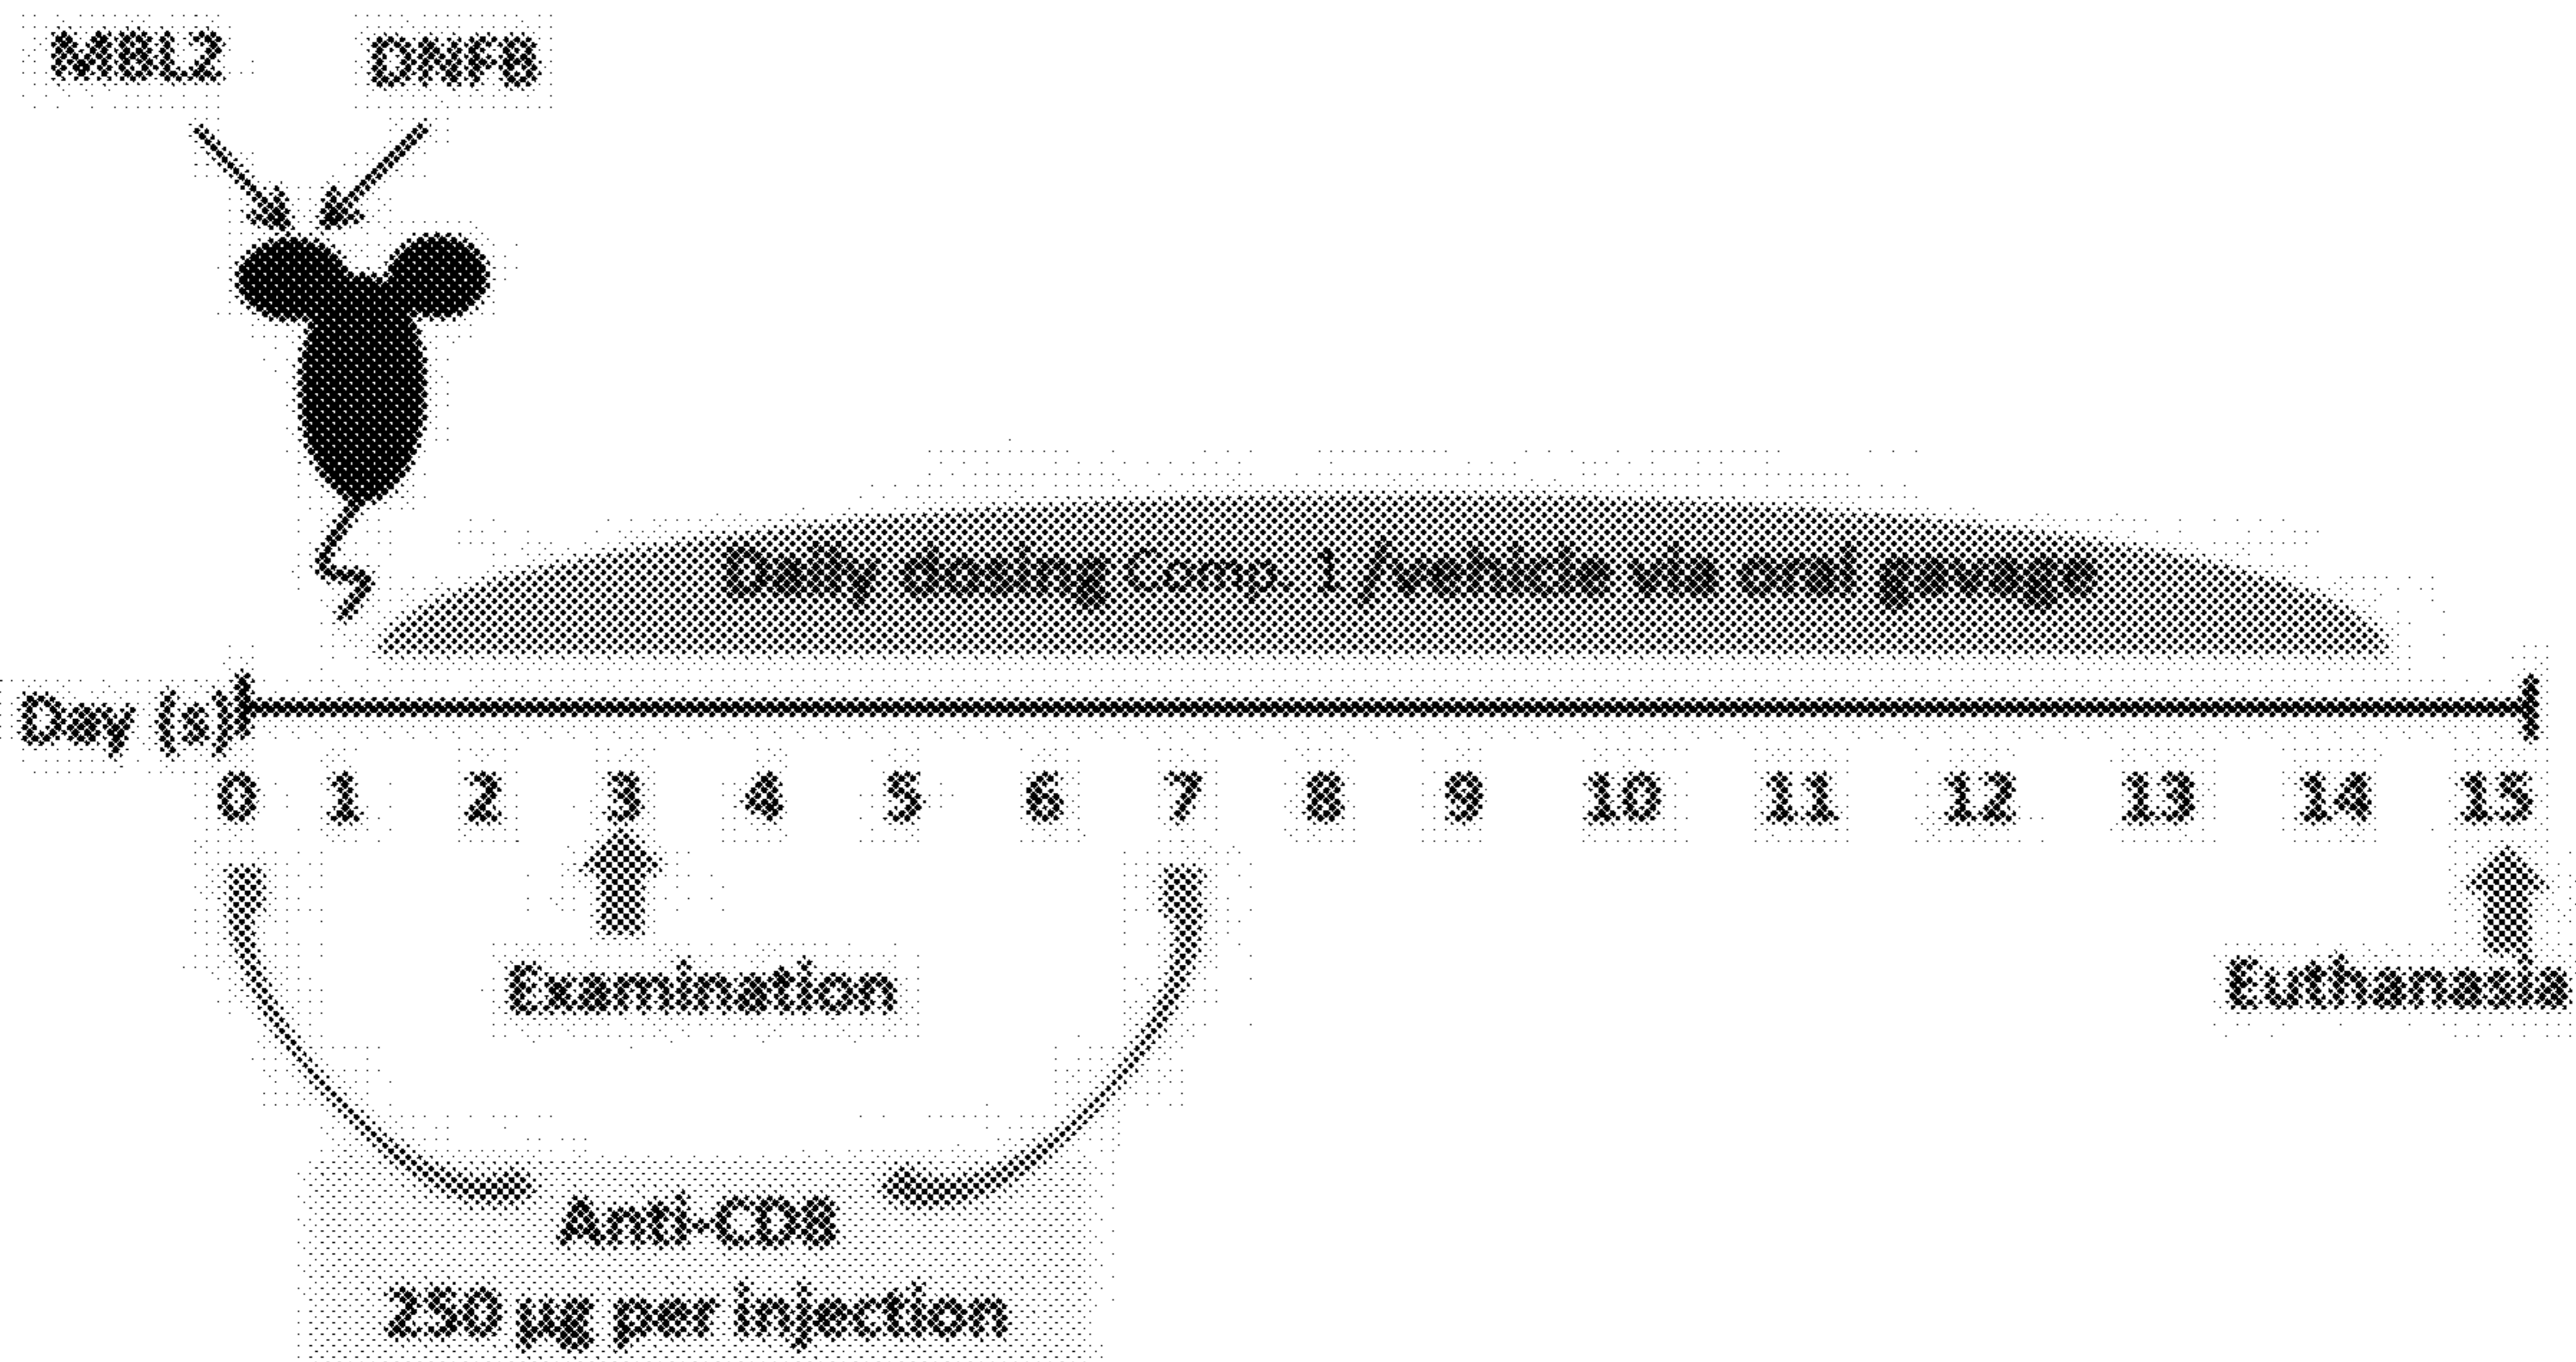 MBL2 DNFB
Daily dosing Comp. 1 /vehicle via oral gavage
Day (s)
0 1 2 3 4 5 6 7 8 9 10 11 12 13 14 15
Examination
Euthanasia
Anti-CD8
250 µg per injection